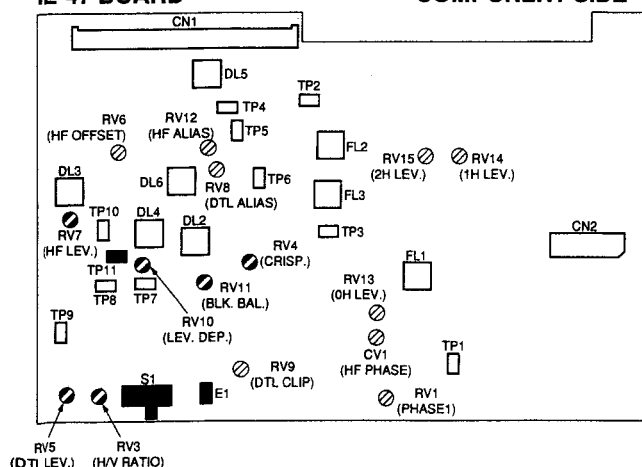 IE-47 BOARD
COMPONENT SIDE
CN1
DL5
TP2
TP4
RV6
(HF OFFSET)
RV12
(HF ALIAS)
TP5
FL2
RV15
(2H LEV.)
RV14
(1H LEV.)
DL3
DL6
RV8
(DTL ALIAS)
TP6
FL3
TP10
DL4
DL2
TP3
CN2
RV7
(HF LEV.)
RV4
(CRISP.)
FL1
TP11
TP8
TP7
RV11
(BLK. BAL.)
RV13
(0H LEV.)
RV10
(LEV. DEP.)
TP9
CV1
(HF PHASE)
TP1
RV9
(DTL CLIP)
S1
E1
RV1
(PHASE1)
RV5
(DTL LEV.)
RV3
(H/V RATIO)